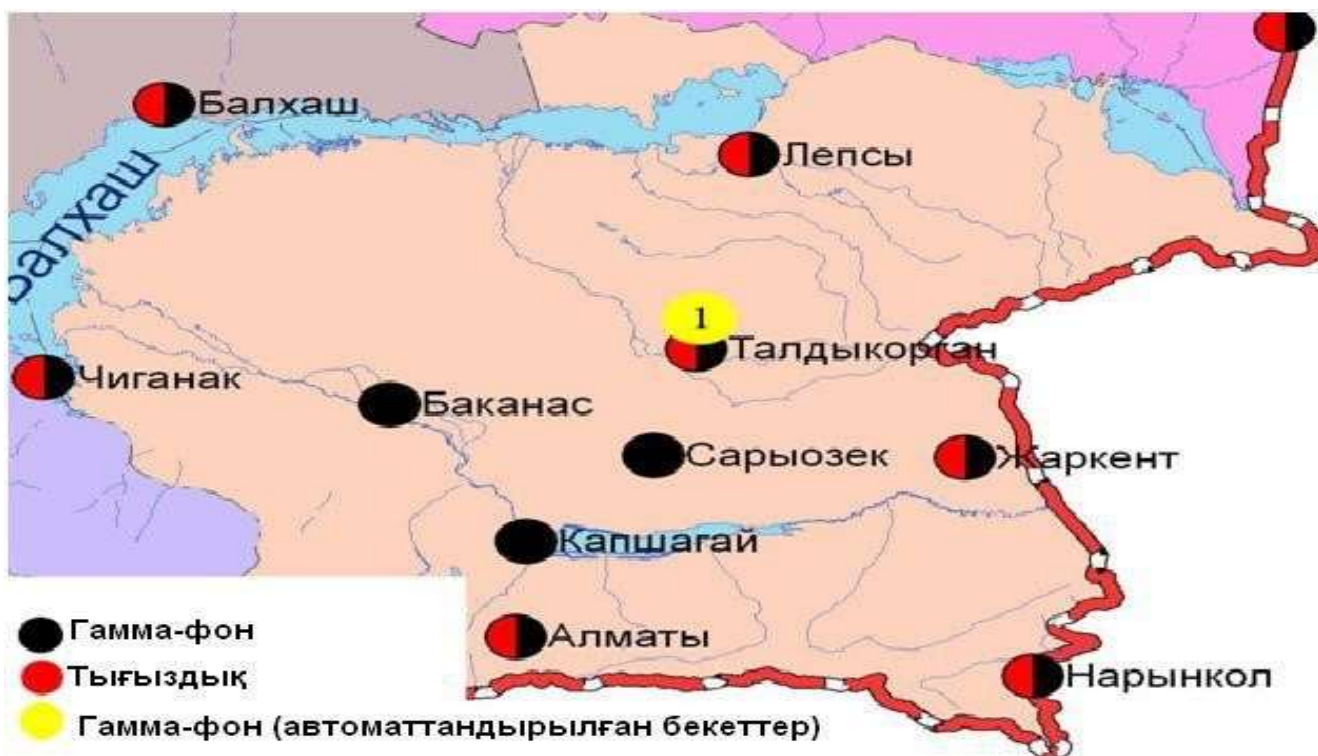 Балхаш
Лепсы
Балхаш
1
Талдыкорган
Чиганак
Баканас
Сарыозек
Жаркент
Капшагай
Гамма-фон
Алматы
Тығыздық
Нарынкол
Гамма-фон (автоматтандырылған бекеттер)